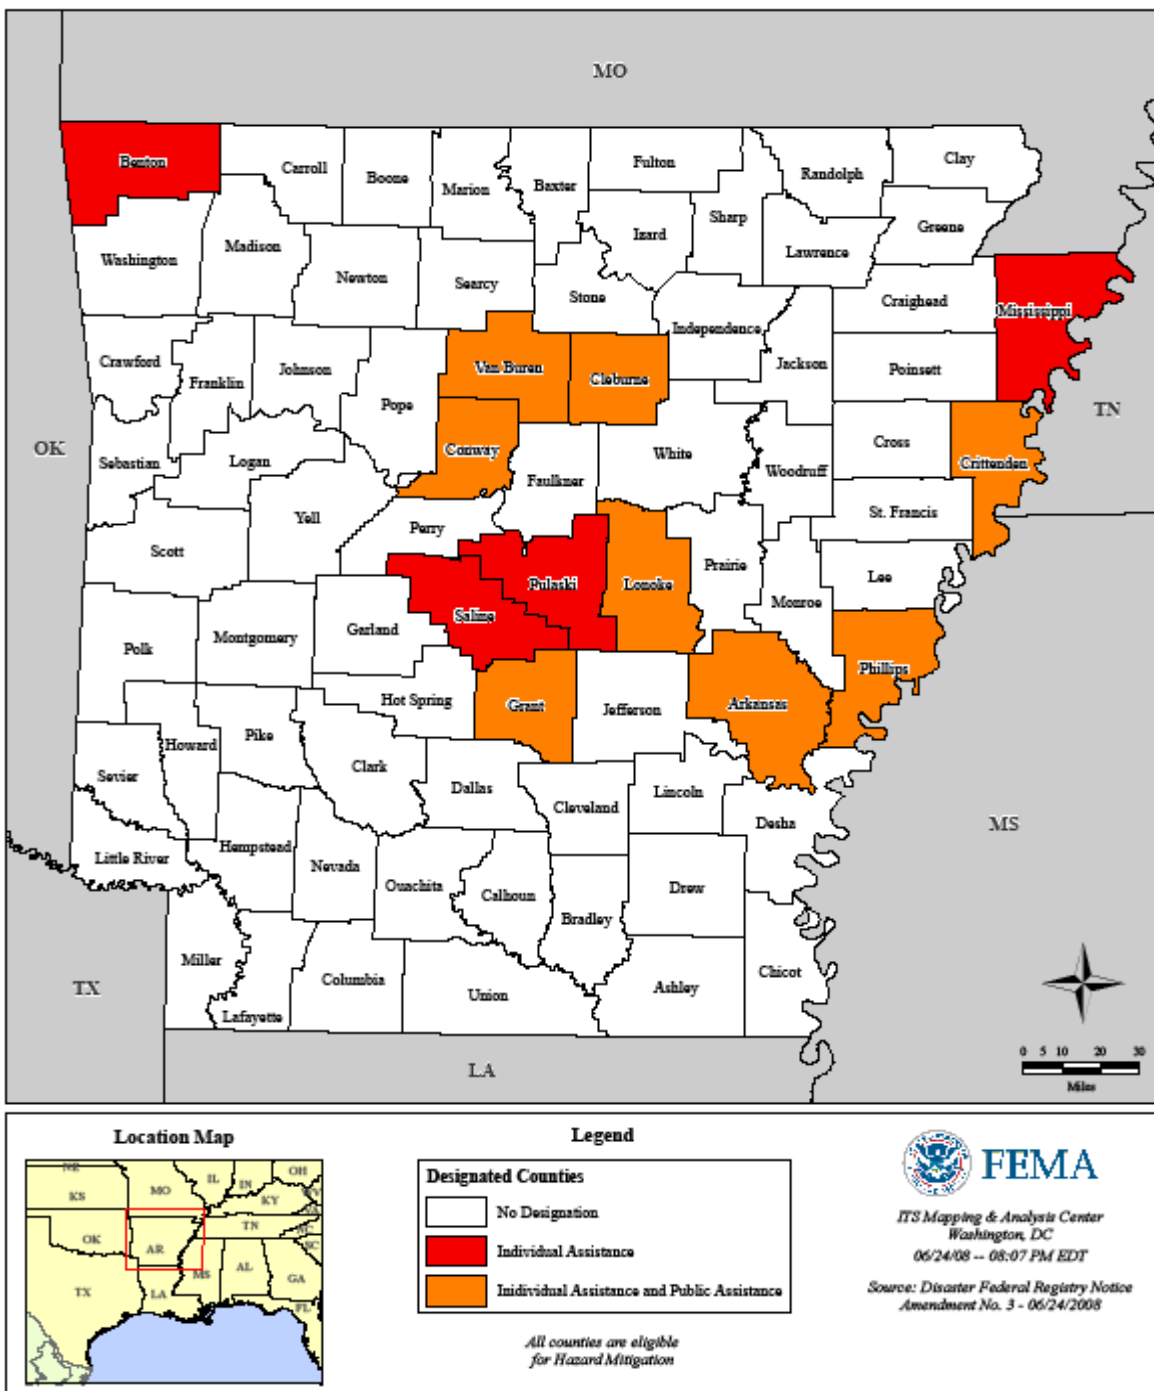 MO
Benton
Carroll
Boone
Marion
Baxter
Fulton
Randolph
Clay
Sharp
Izard
Greene
Washington
Madison
Newton
Searcy
Stone
Lawrence
Independence
Jackson
Craighead
Mississippi
Crawford
Franklin
Johnson
Pope
Van Buren
Cleburne
Poinsett
TN
OK
Sebastian
Logan
Conway
Faulkner
White
Woodruff
Cross
Crittenden
Yell
Perry
St. Francis
Scott
Pulaski
Lonoke
Prairie
Monroe
Lee
Saline
Garland
Montgomery
Polk
Hot Spring
Grant
Jefferson
Arkansas
Phillips
Howard
Pike
Clark
Sevier
Dallas
Cleveland
Lincoln
Desha
MS
Little River
Hempstead
Nevada
Ouachita
Calhoun
Bradley
Drew
Miller
Lafayette
Columbia
Union
Ashley
Chicot
TX
LA
0 5 10 20 30
Miles
Location Map
NE
KS
MO
IL
IN
OH
KY
WV
VA
OK
AR
TN
NC
SC
TX
LA
MS
AL
GA
FL
Legend
Designated Counties
No Designation
Individual Assistance
Inidividual Assistance and Public Assistance
All counties are eligible
for Hazard Mitigation
FEMA
ITS Mapping & Analysis Center
Washington, DC
06/24/08 -- 08:07 PM EDT
Source: Disaster Federal Registry Notice
Amendment No. 3 - 06/24/2008